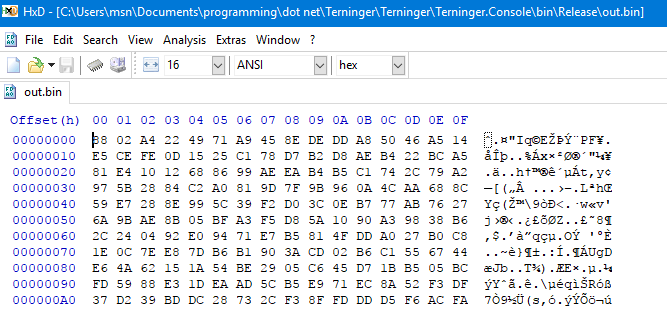 HxD - [C:\Users\msn\Documents\programming\dot net\Terninger\Terninger\Terninger.Console\bin\Release\out.bin]
File Edit Search View Analysis Extras Window ?
16 ANSI hex
out.bin
Offset(h) 00 01 02 03 04 05 06 07 08 09 0A 0B 0C 0D 0E 0F
00000000 88 02 A4 22 49 71 A9 45 8E DE DD A8 50 46 A5 14 ˆ.¤"Iq©EŽÞÝ¨PF¥.
00000010 E5 CE FE 0D 15 25 C1 78 D7 B2 D8 AE B4 22 BC A5 åÎþ..%Áx×²Ø®´"¼¥
00000020 81 E4 10 12 68 86 99 AE EA B4 B5 C1 74 2C 79 A2 .ä..h†™®ê´µÁt,y¢
00000030 97 5B 28 84 C2 A0 81 9D 7F 9B 96 0A 4C AA 68 8C —[(„Â ...›–.LªhŒ
00000040 59 E7 28 8E 99 5C 39 F2 D0 3C 0E B7 77 AB 76 27 Yç(Ž™\9òÐ<.·w«v'
00000050 6A 9B AE 8B 05 BF A3 F5 D8 5A 10 90 A3 98 38 B6 j›®‹.¿£õØZ..£˜8¶
00000060 2C 24 04 92 E0 94 71 E7 B5 81 4F DD A0 27 B0 C8 ,$.’à”qçµ.OÝ '°È
00000070 1E 0C 7E E8 7D B6 B1 90 3A CD 02 B6 C1 55 67 44 ..~è}¶±.:Í.¶ÁUgD
00000080 E6 4A 62 15 1A 54 BE 29 05 C6 45 D7 1B B5 05 BC æJb..T¾).ÆE×.µ.¼
00000090 FD 59 88 E3 1D EA AD 5C B5 E9 71 EC 8A 52 F3 DF ýYˆã.ê.\µéqìŠRóß
000000A0 37 D2 39 BD DC 28 73 2C F3 8F FD DD D5 F6 AC FA 7Ò9½Ü(s,ó.ýÝÕö¬ú